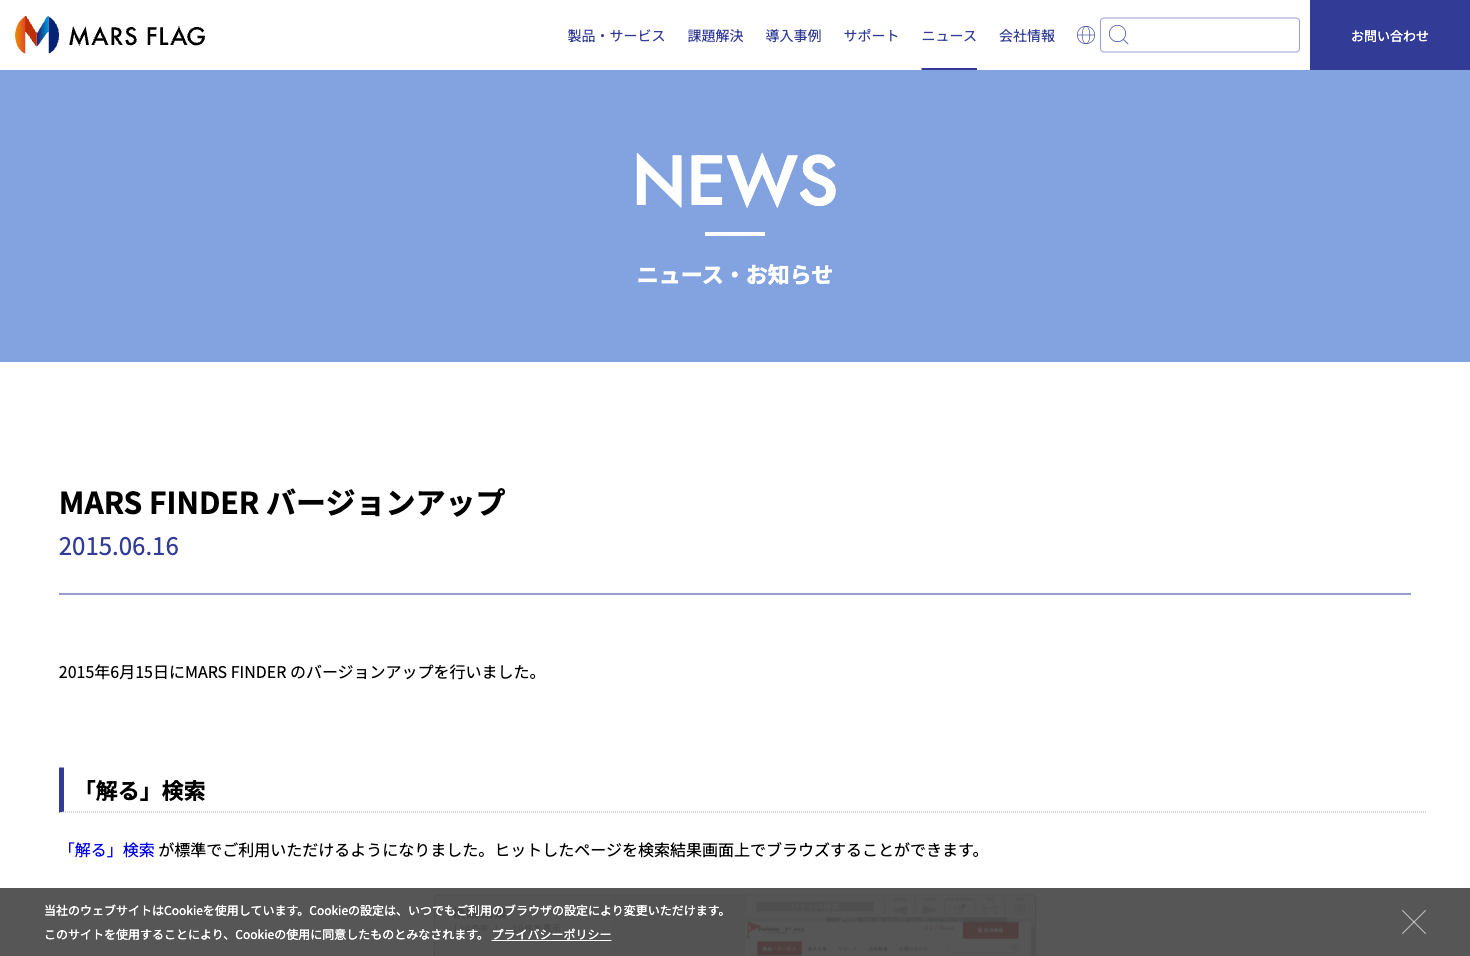 MARS FLAG
製品・サービス 課題解決 導入事例 サポート ニュース 会社情報 お問い合わせ
NEWS
ニュース・お知らせ
MARS FINDER バージョンアップ
2015.06.16
2015年6月15日にMARS FINDER のバージョンアップを行いました。
「解る」検索
「解る」検索 が標準でご利用いただけるようになりました。ヒットしたページを検索結果画面上でブラウズすることができます。
当社のウェブサイトはCookieを使用しています。Cookieの設定は、いつでもご利用のブラウザの設定により変更いただけます。
このサイトを使用することにより、Cookieの使用に同意したものとみなされます。 プライバシーポリシー